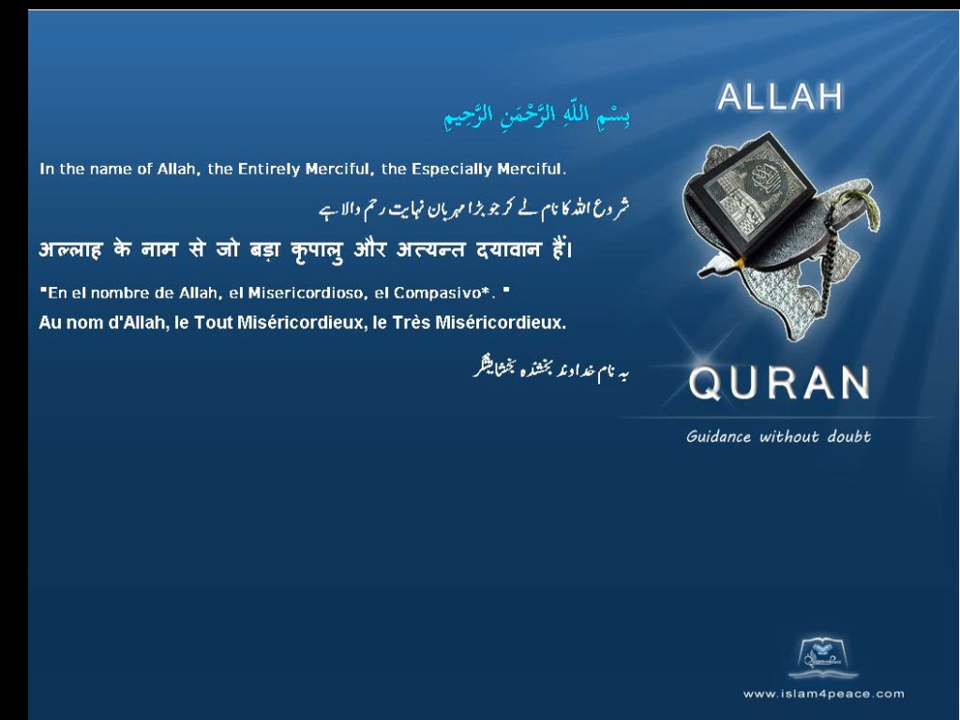 بِسْمِ اللّهِ الرَّحْمَنِ الرَّحِيمِ
In the name of Allah, the Entirely Merciful, the Especially Merciful.
شروع الله کا نام لے کر جو بڑا مہربان نہایت رحم والا ہے
अल्लाह के नाम से जो बड़ा कृपालु और अत्यन्त दयावान हैं।
"En el nombre de Allah, el Misericordioso, el Compasivo*. "
Au nom d'Allah, le Tout Miséricordieux, le Très Miséricordieux.
به نام خداوند بخشنده بخشایشگر
ALLAH
QURAN
Guidance without doubt
www.islam4peace.com